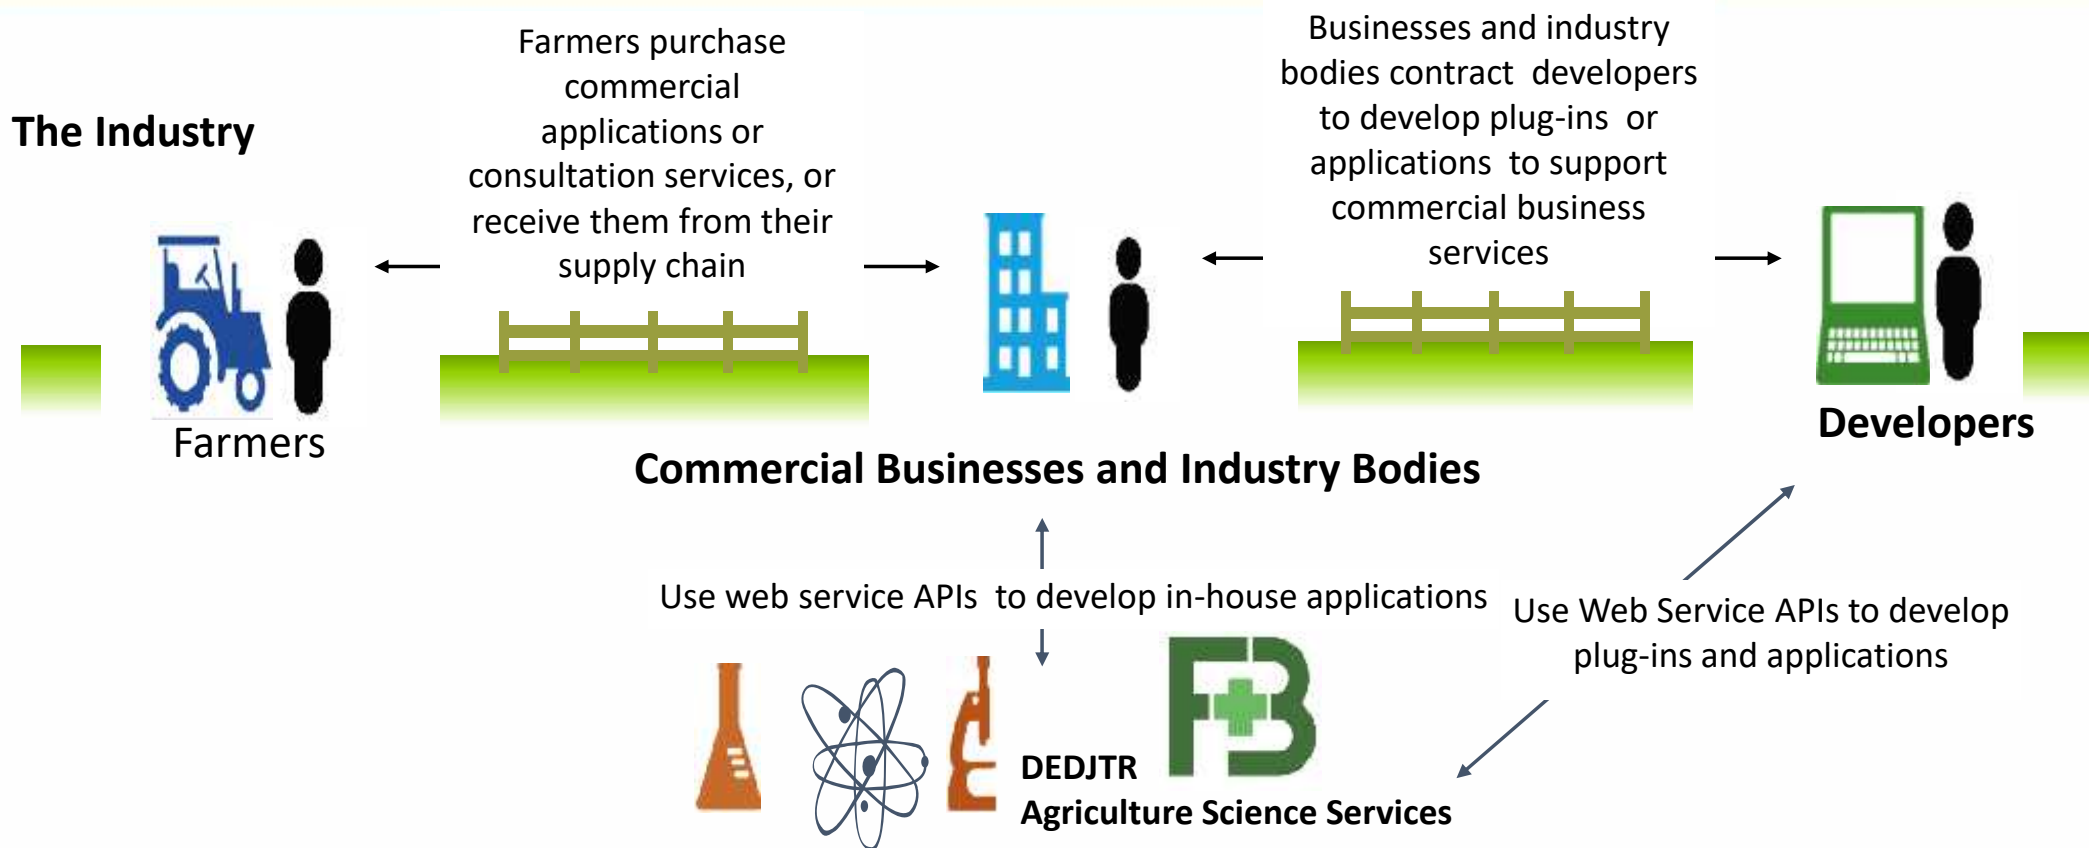 The Industry
Farmers purchase
commercial
applications or
consultation services, or
receive them from their
supply chain
Businesses and industry
bodies contract developers
to develop plug-ins or
applications to support
commercial business
services
Farmers
Commercial Businesses and Industry Bodies
Developers
Use web service APIs to develop in-house applications
Use Web Service APIs to develop
plug-ins and applications
F B
DEDJTR
Agriculture Science Services